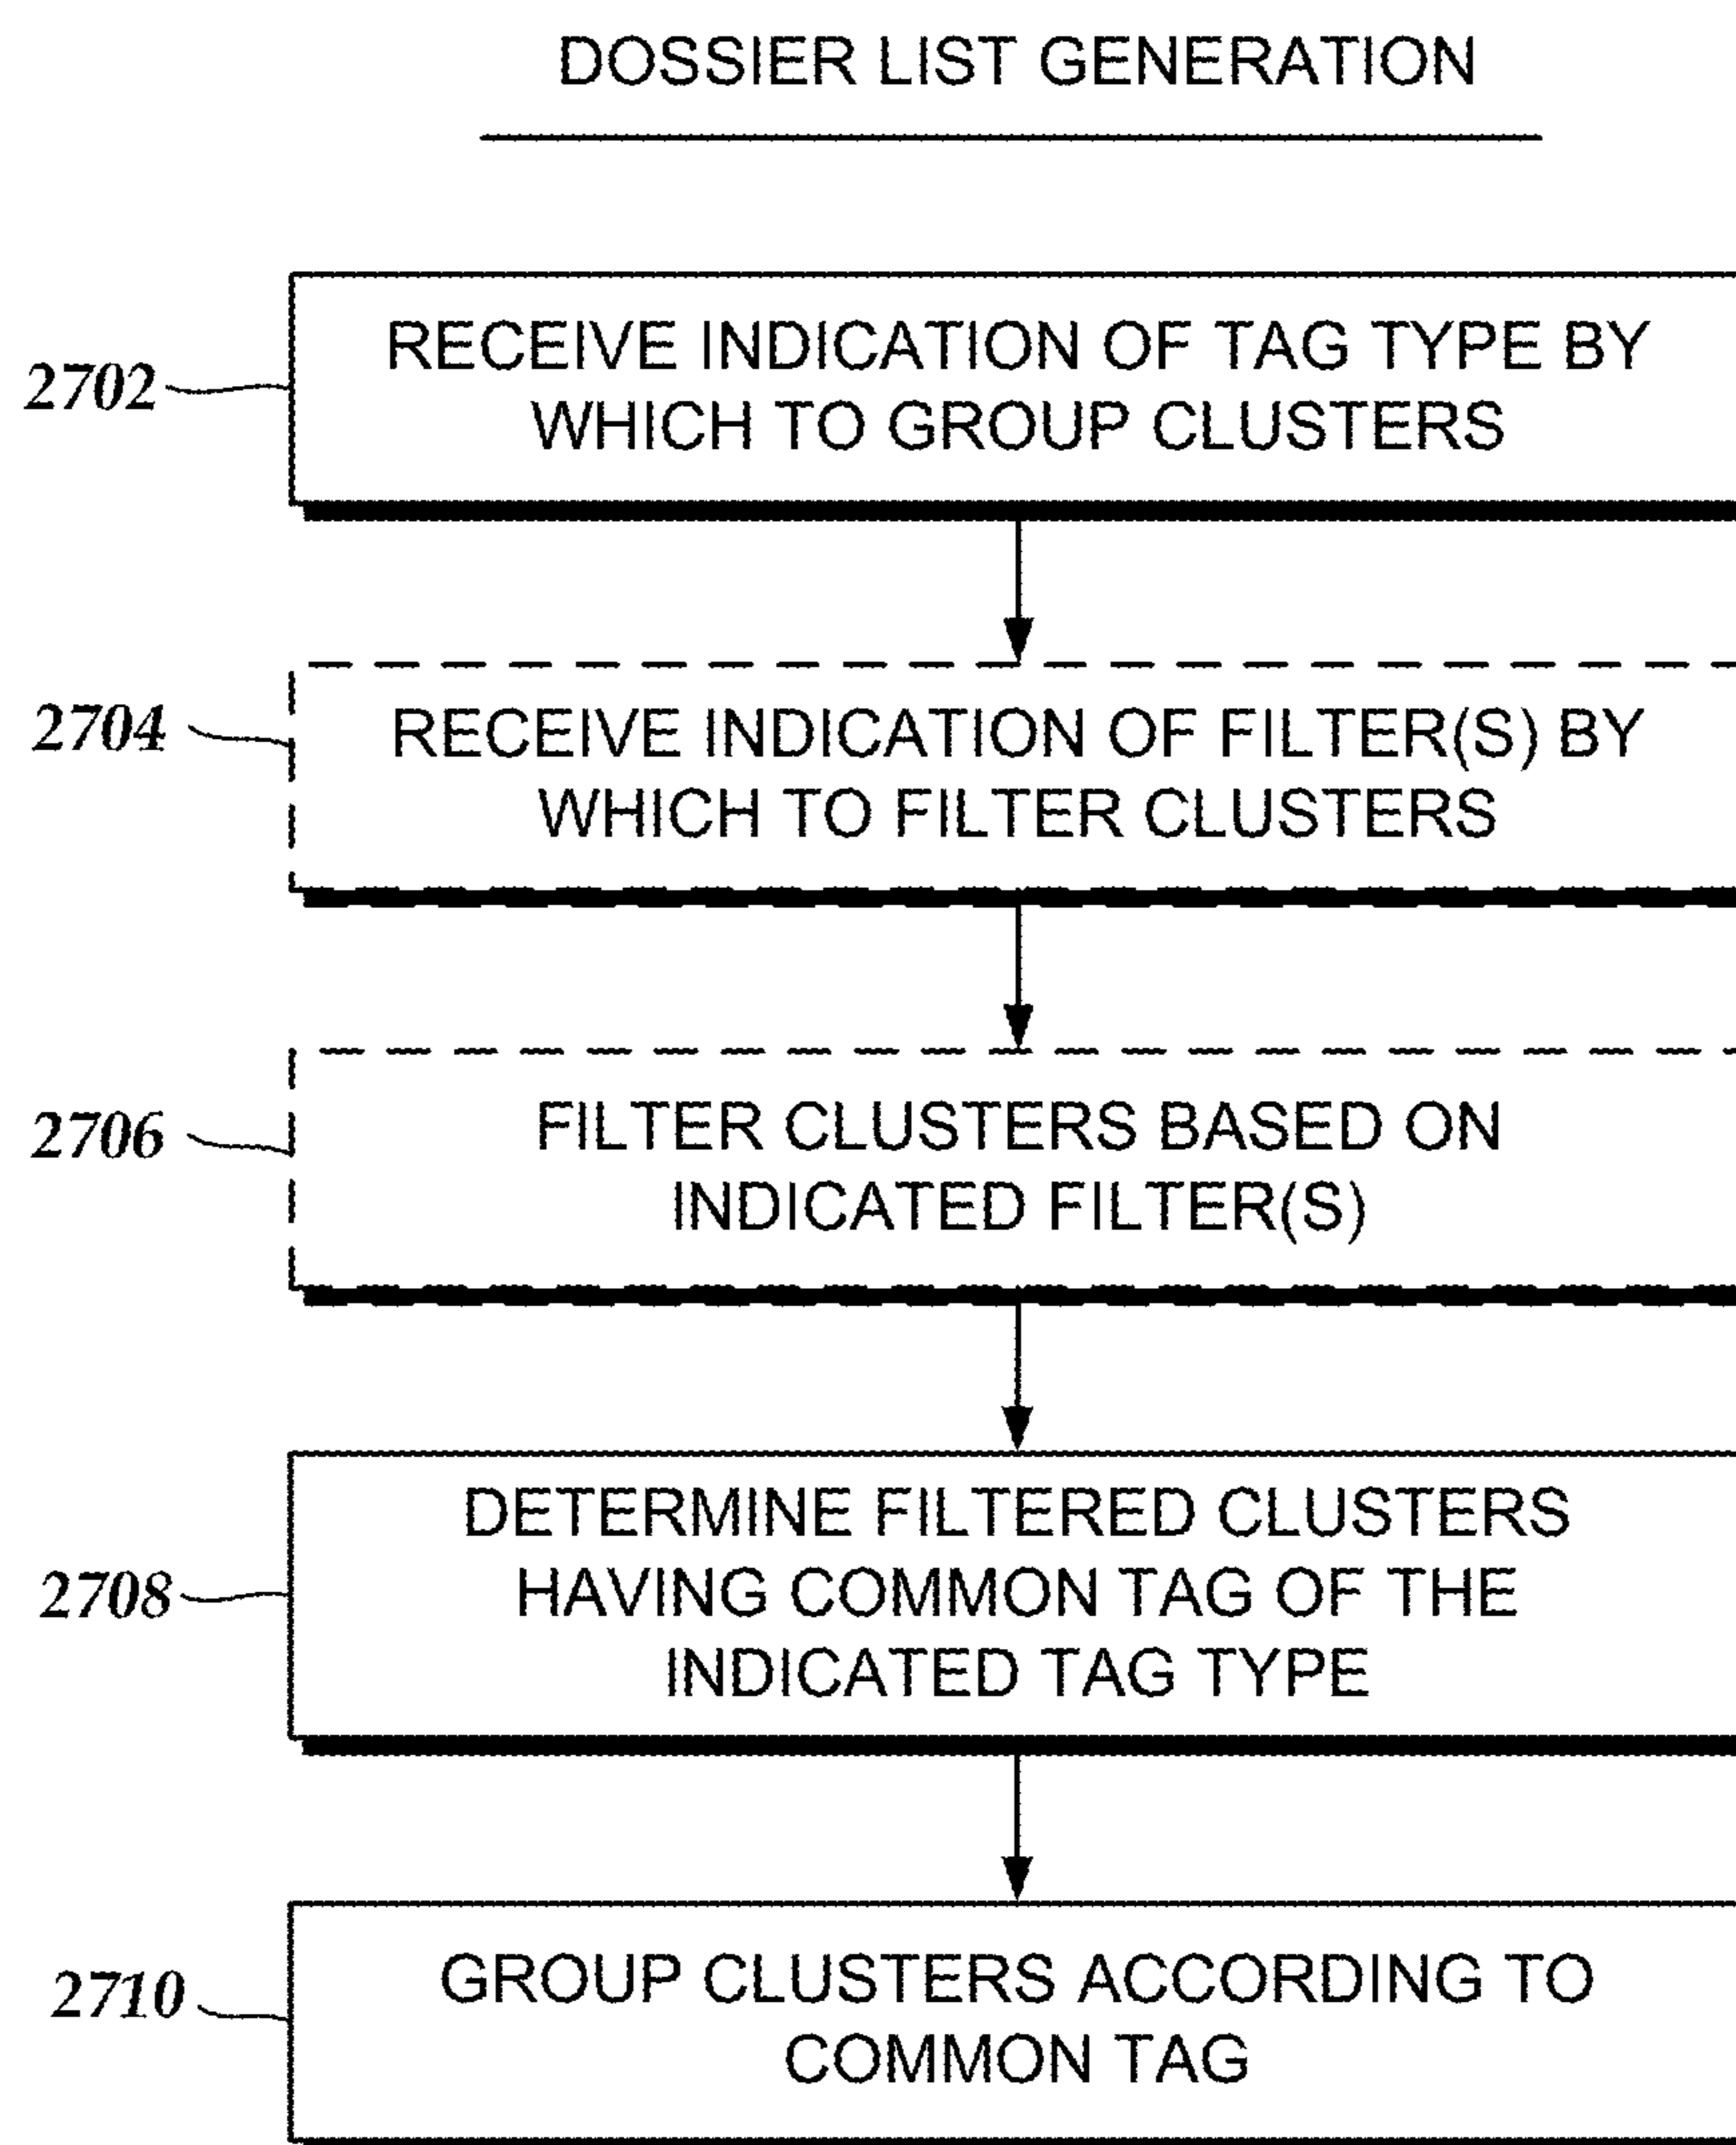 DOSSIER LIST GENERATION
2702
RECEIVE INDICATION OF TAG TYPE BY
WHICH TO GROUP CLUSTERS
2704
RECEIVE INDICATION OF FILTER(S) BY
WHICH TO FILTER CLUSTERS
2706
FILTER CLUSTERS BASED ON
INDICATED FILTER(S)
2708
DETERMINE FILTERED CLUSTERS
HAVING COMMON TAG OF THE
INDICATED TAG TYPE
2710
GROUP CLUSTERS ACCORDING TO
COMMON TAG